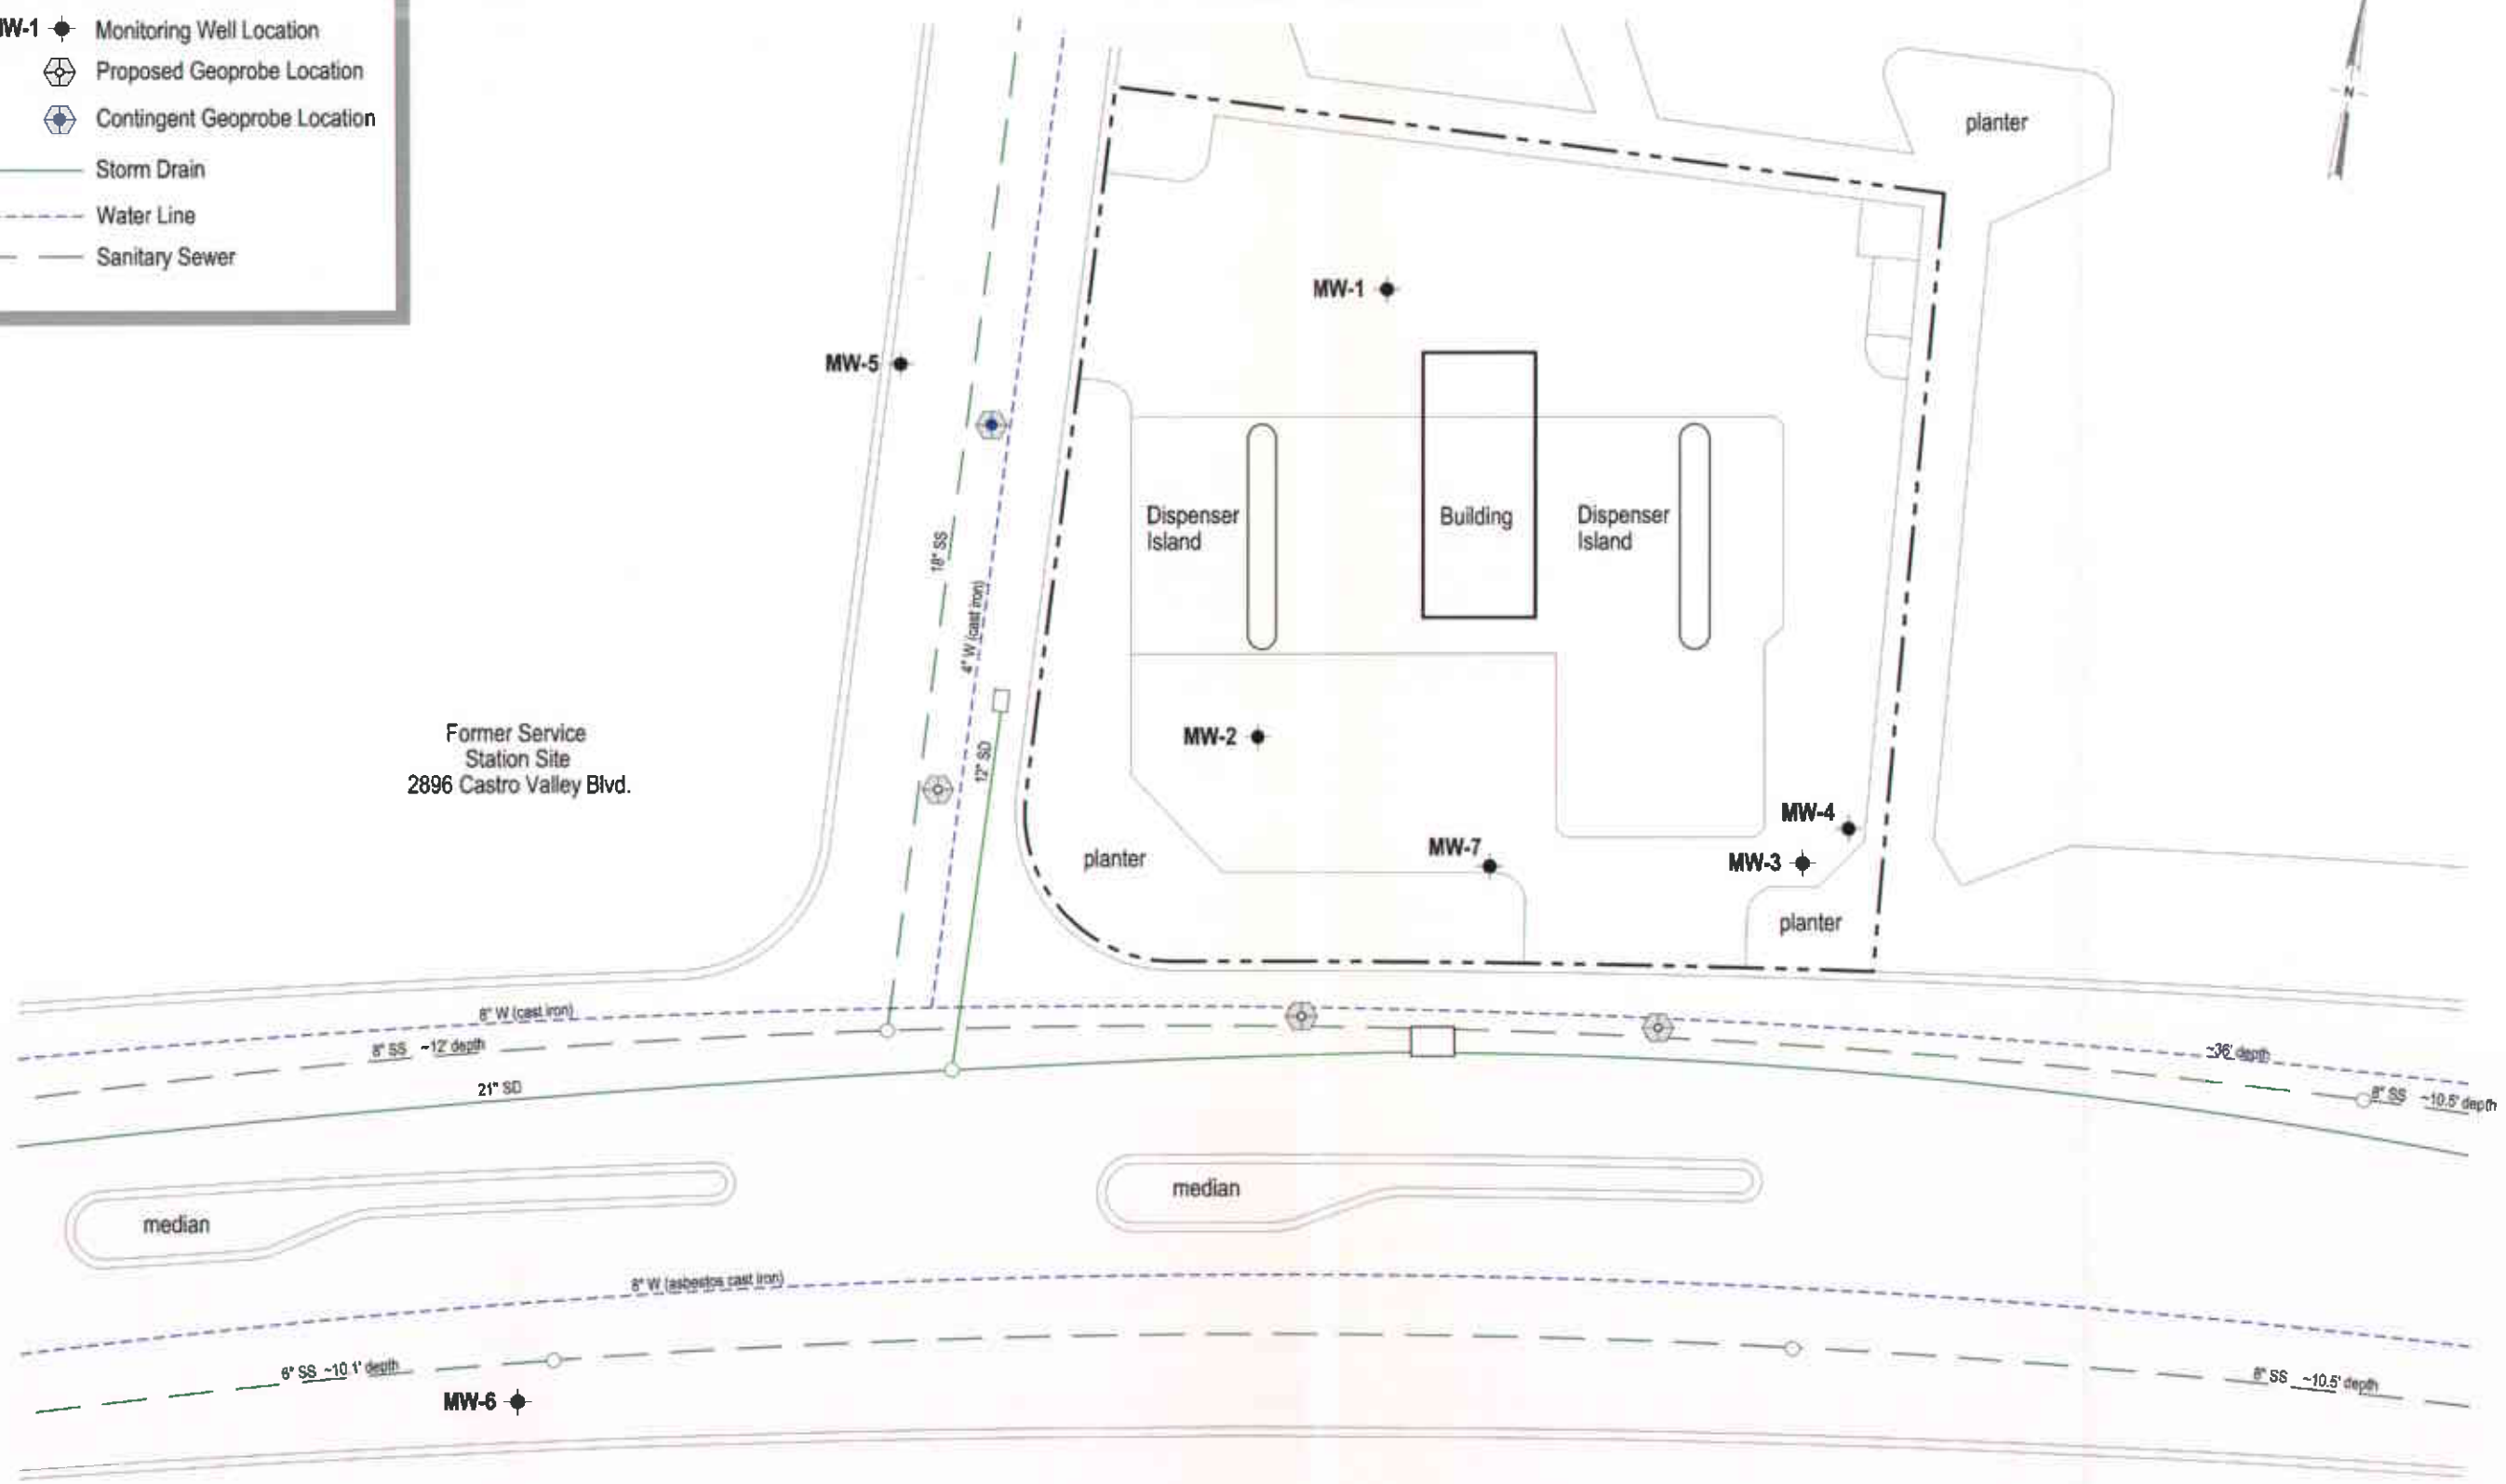 MW-1 Monitoring Well Location
Proposed Geoprobe Location
Contingent Geoprobe Location
Storm Drain
Water Line
Sanitary Sewer
N
planter
MW-1
MW-5
Dispenser
Island
Building
Dispenser
Island
18" SS
4" W (cast iron)
12" SD
Former Service
Station Site
2896 Castro Valley Blvd.
MW-2
MW-4
MW-7
MW-3
planter
planter
8" W (cast iron)
8" SS ~12' depth
21" SD
~36' depth
8" SS ~10.5' depth
median
median
8" W (asbestos cast iron)
6" SS ~10.1' depth
8" SS ~10.5' depth
MW-6